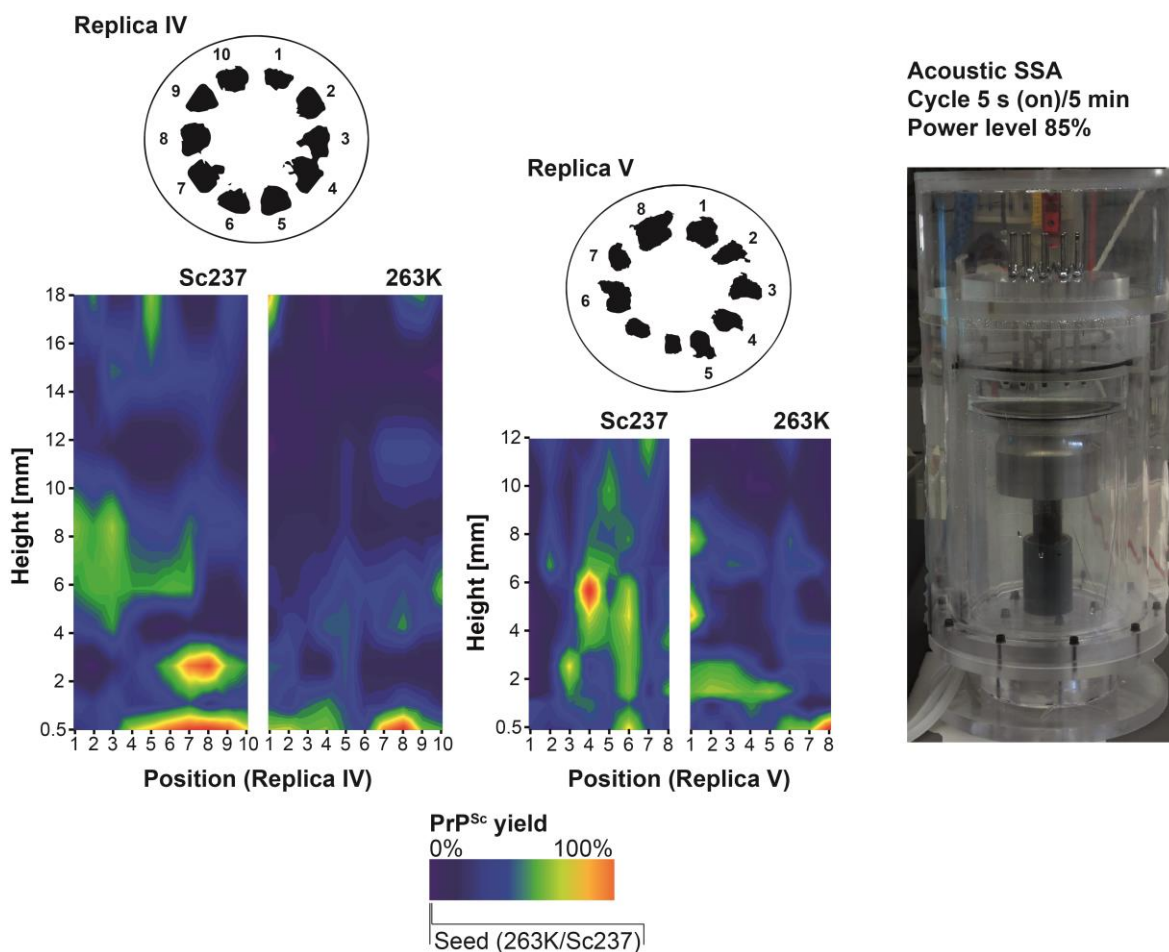 Replica IV
10
1
9
2
8
3
7
4
6
5
Acoustic SSA
Cycle 5 s (on)/5 min
Power level 85%
Replica V
8
1
7
2
6
3
4
5
Sc237
263K
18
16
14
12
10
8
6
4
2
0.5
Height [mm]
1 2 3 4 5 6 7 8 9 10
1 2 3 4 5 6 7 8 9 10
Position (Replica IV)
Sc237
263K
12
10
8
6
4
2
0.5
Height [mm]
1 2 3 4 5 6 7 8
1 2 3 4 5 6 7 8
Position (Replica V)
PrPSc yield
0% 100%
Seed (263K/Sc237)